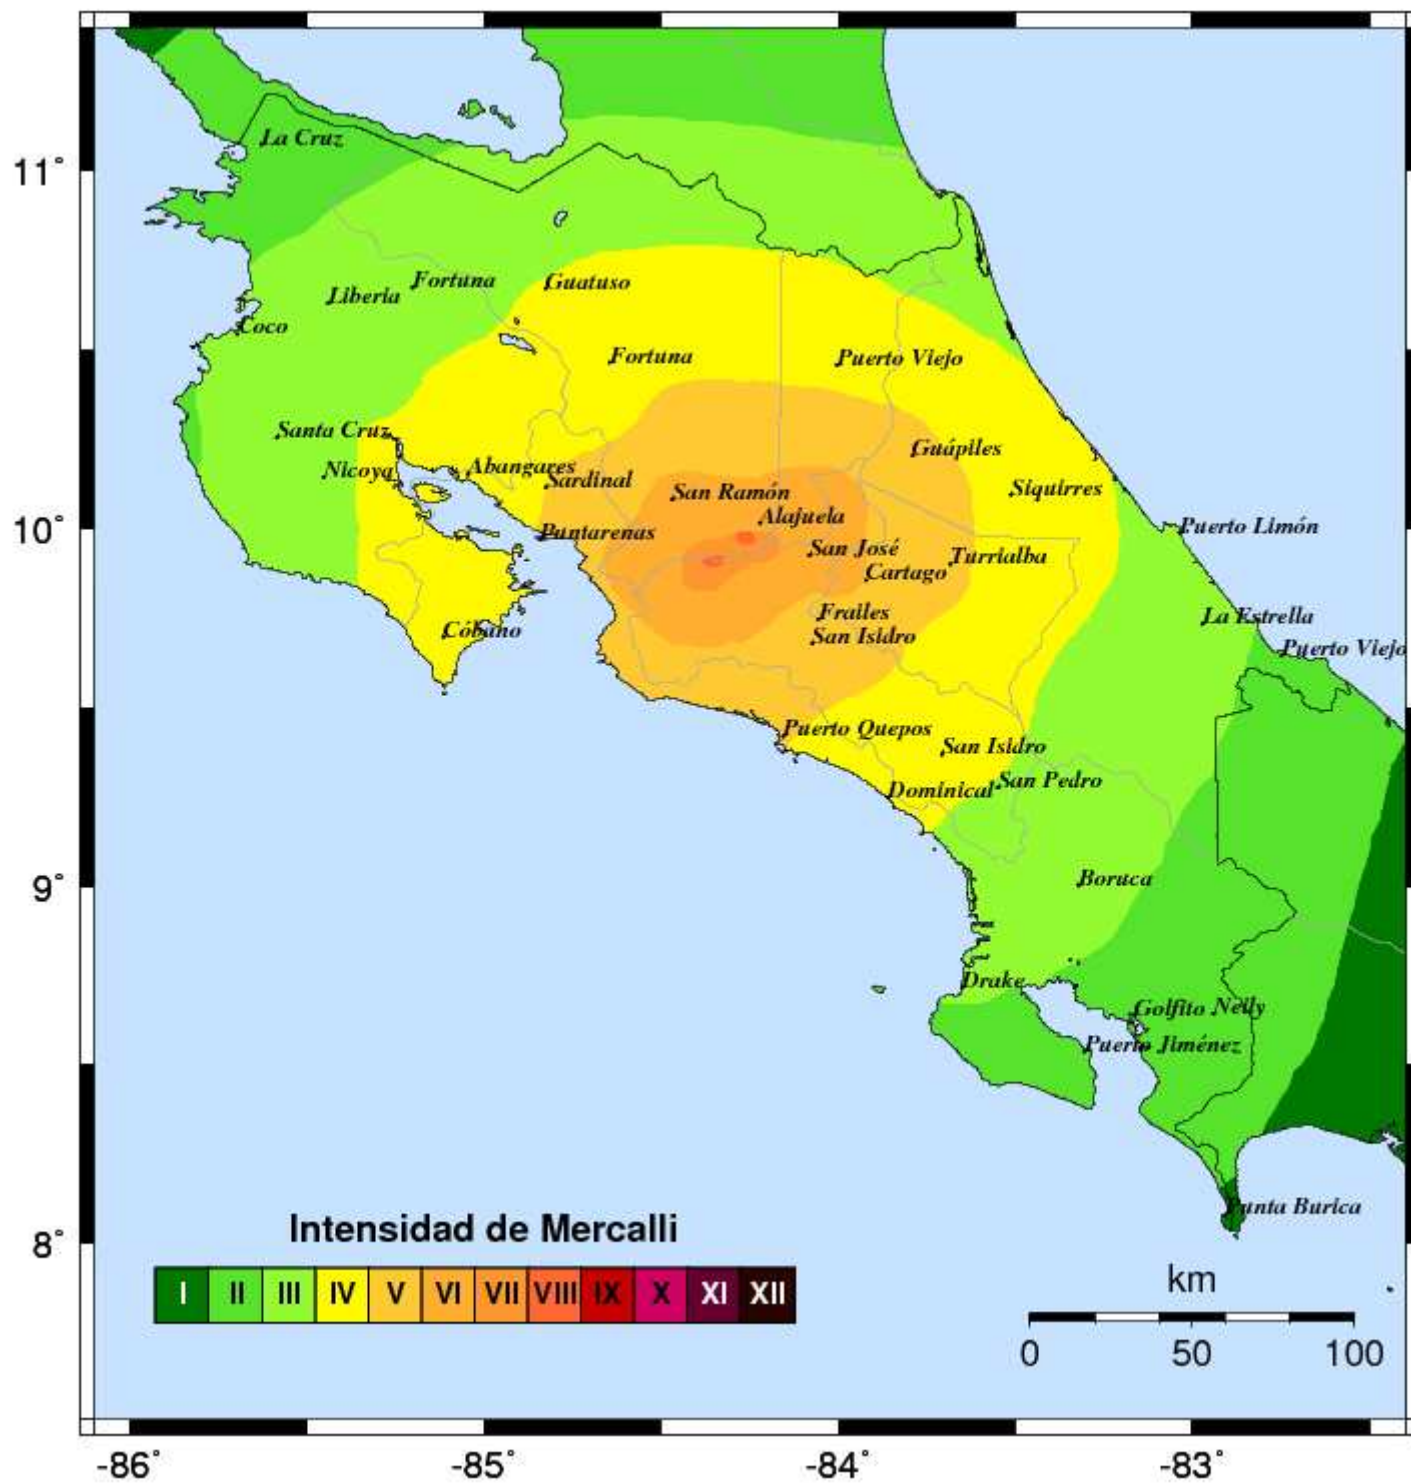 La Cruz
11°
Fortuna
Guatuso
Liberia
Coco
Fortuna
Puerto Viejo
Santa Cruz
Guápiles
Nicoya
Abangares
Sardinal
San Ramón
Siquirres
Alajuela
10°
Puntarenas
Puerto Limón
San José
Turrialba
Cartago
Frailes
La Estrella
Cóbano
San Isidro
Puerto Viejo
Puerto Quepos
San Isidro
Dominical
San Pedro
9°
Boruca
Drake
Golfito
Neily
Puerto Jiménez
Punta Burica
Intensidad de Mercalli
8°
I II III IV V VI VII VIII IX X XI XII
km
0 50 100
-86° -85° -84° -83°